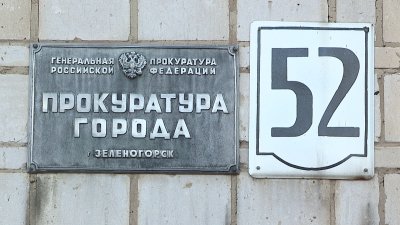 ГЕНЕРАЛЬНАЯ ПРОКУРАТУРА
РОССИЙСКОЙ ФЕДЕРАЦИИ
ПРОКУРАТУРА
ГОРОДА
г. ЗЕЛЕНОГОРСК
52